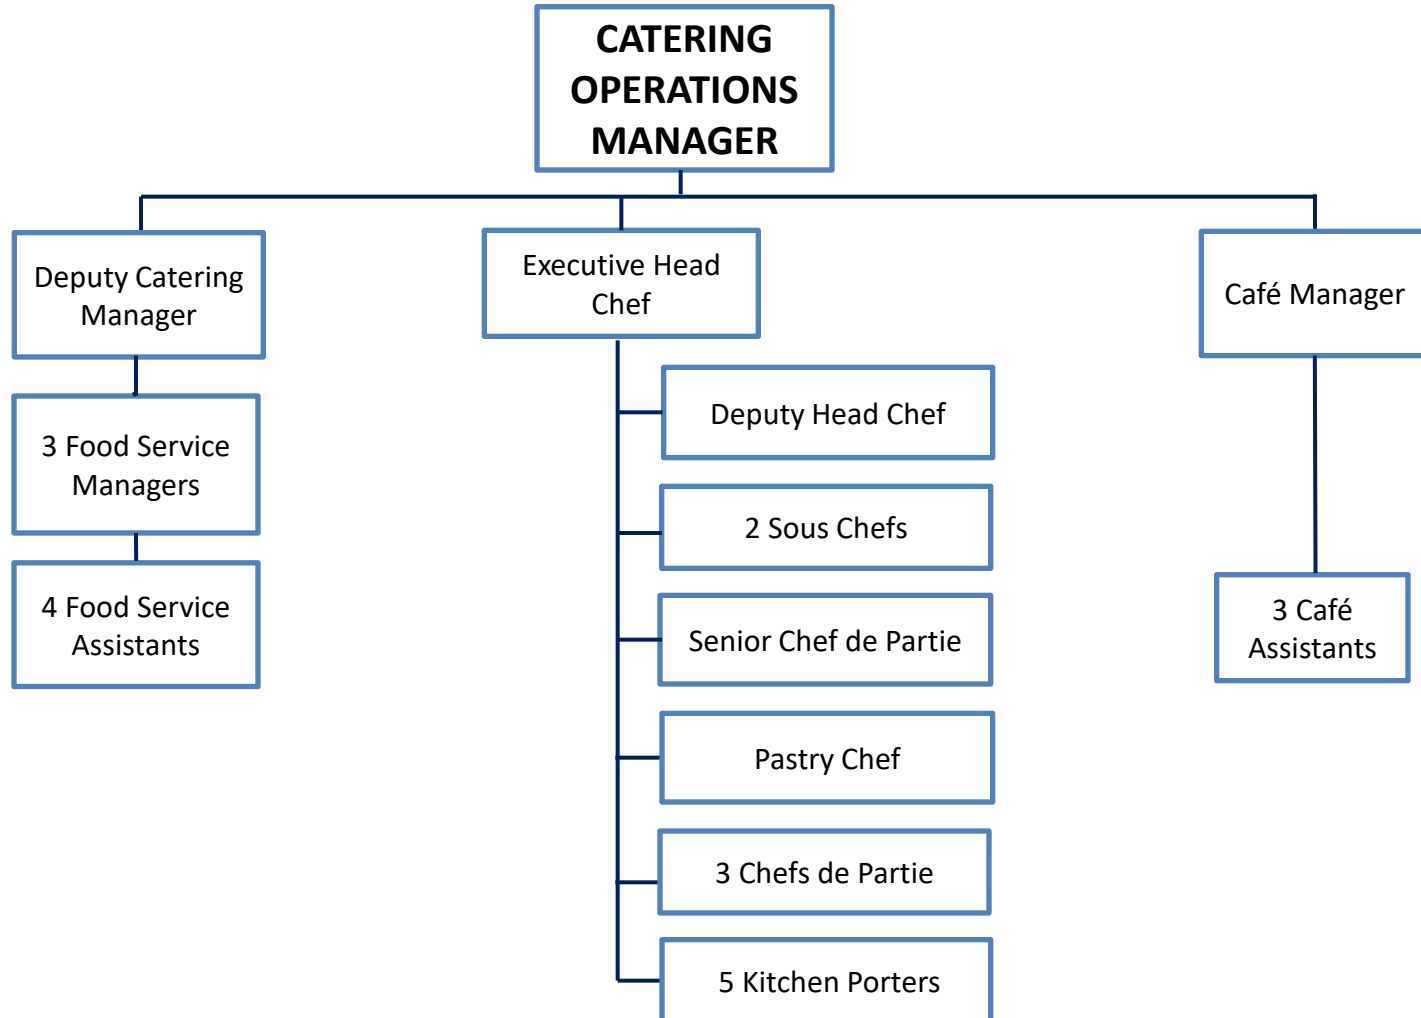 CATERING
OPERATIONS
MANAGER
Deputy Catering
Manager
Executive Head
Chef
Café Manager
3 Food Service
Managers
4 Food Service
Assistants
Deputy Head Chef
2 Sous Chefs
Senior Chef de Partie
Pastry Chef
3 Chefs de Partie
5 Kitchen Porters
3 Café
Assistants